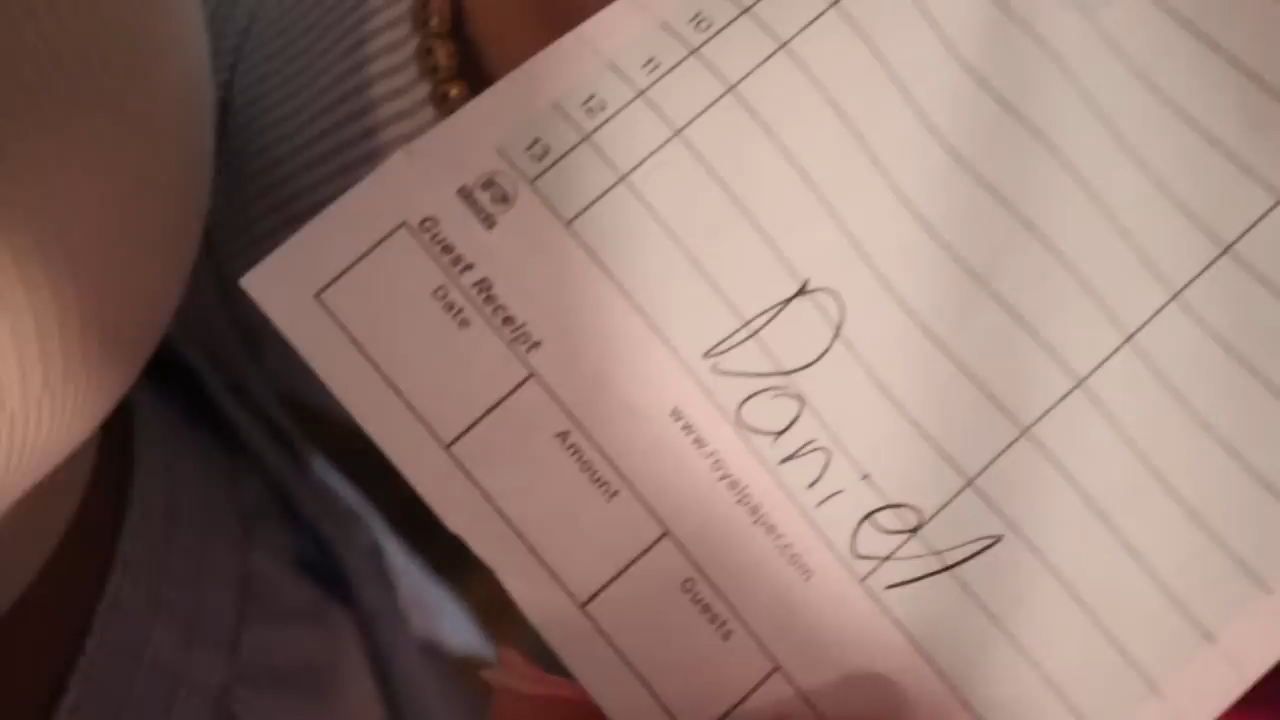 10
11
12
13
Daniel
www.royalpaper.com
Guest Receipt
Date
Amount
Guests